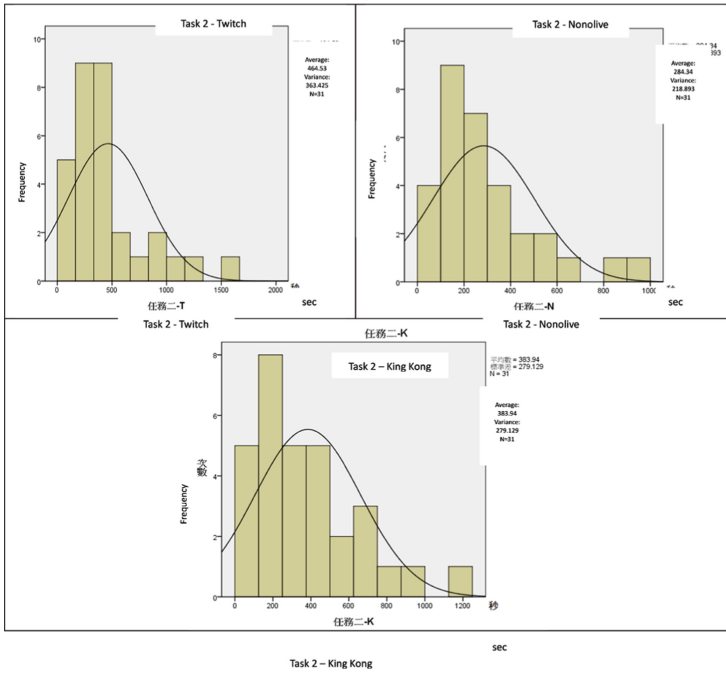 Task 2 - Twitch
10
8
6
4
2
0
Frequency
0
500
1000
1500
2000
任務二-T
sec
Average:
464.53
Variance:
363.425
N=31
Task 2 - Nonolive
10
8
6
4
2
0
Frequency
0
200
400
600
800
1000
任務二-N
sec
Average:
284.34
Variance:
218.893
N=31
Task 2 - Twitch
Task 2 - Nonolive
任務二-K
Task 2 – King Kong
8
6
4
2
0
次數
Frequency
0
200
400
600
800
1000
1200
秒
任務二-K
平均數 = 383.94
標準差 = 279.129
N = 31
Average:
383.94
Variance:
279.129
N=31
sec
Task 2 – King Kong